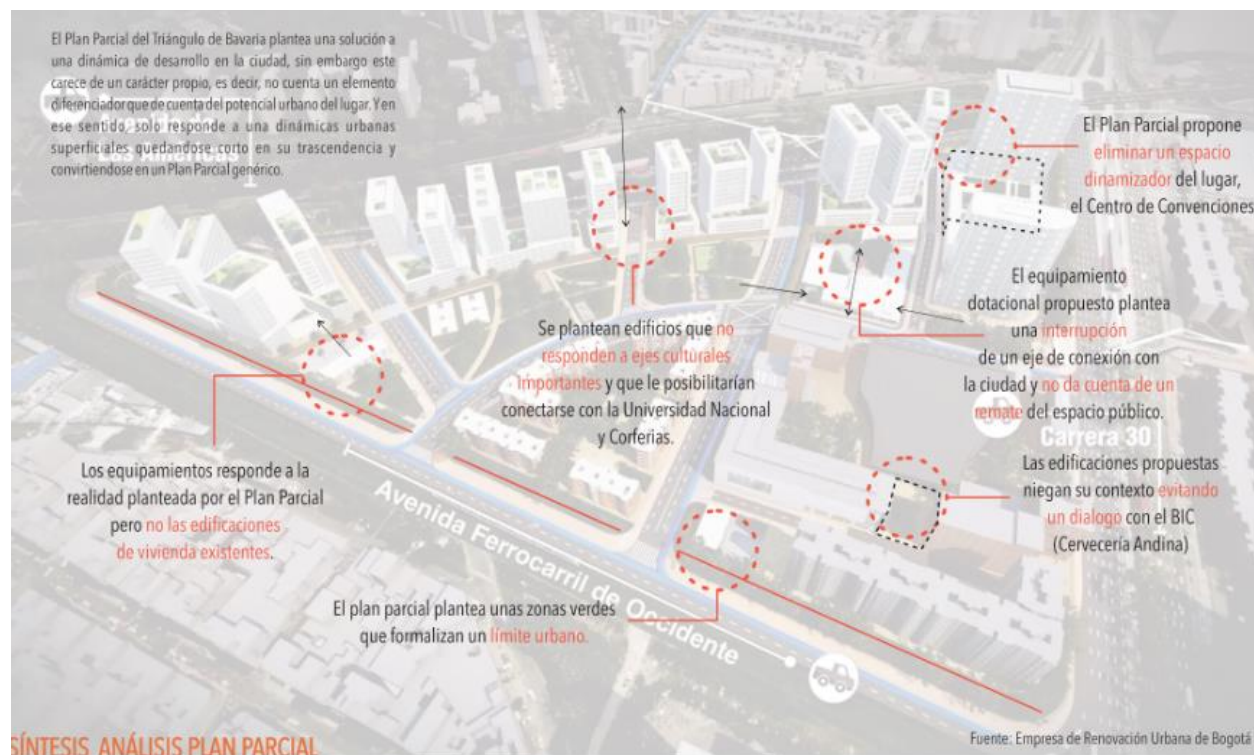 El Plan Parcial del Triángulo de Bavaria plantea una solución a
una dinámica de desarrollo en la ciudad, sin embargo este
carece de un carácter propio, es decir, no cuenta un elemento
diferenciador que de cuenta del potencial urbano del lugar. Y en
ese sentido, solo responde a una dinámicas urbanas
superficiales quedandose corto en su trascendencia y
convirtiendose en un Plan Parcial genérico.
Avenida de
Las Américas
El Plan Parcial propone
eliminar un espacio
dinamizador del lugar,
el Centro de Convenciones
El equipamiento
dotacional propuesto plantea
una interrupción
de un eje de conexión con
la ciudad y no da cuenta de un
remate del espacio público.
Carrera 30
Se plantean edificios que no
responden a ejes culturales
importantes y que le posibilitarían
conectarse con la Universidad Nacional
y Corferias.
Los equipamientos responde a la
realidad planteada por el Plan Parcial
pero no las edificaciones
de vivienda existentes.
Las edificaciones propuestas
niegan su contexto evitando
un dialogo con el BIC
(Cervecería Andina)
Avenida Ferrocarril de Occidente
El plan parcial plantea unas zonas verdes
que formalizan un límite urbano.
SÍNTESIS ANÁLISIS PLAN PARCIAL
Fuente: Empresa de Renovación Urbana de Bogotá